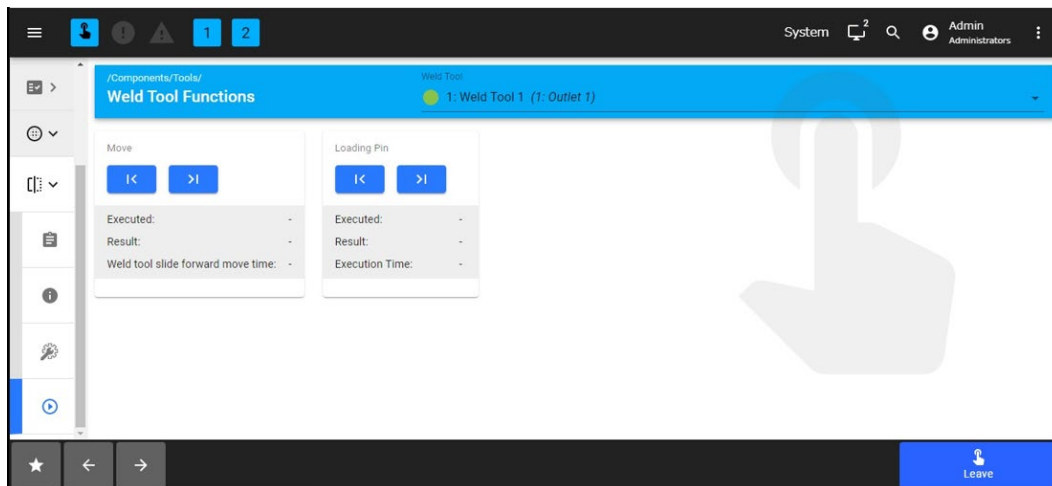 1
2
System
2
Admin
Administrators
/Components/Tools/
Weld Tool Functions
Weld Tool
1: Weld Tool 1 (1: Outlet 1)
Move
Executed: -
Result: -
Weld tool slide forward move time: -
Loading Pin
Executed: -
Result: -
Execution Time: -
Leave